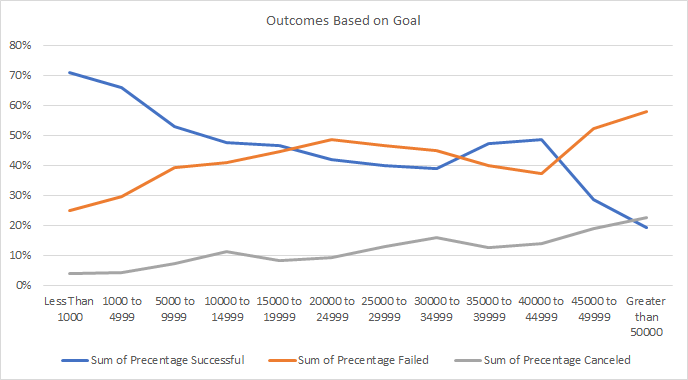 Outcomes Based on Goal
80%
70%
60%
50%
40%
30%
20%
10%
0%
Less Than 1000
1000 to 4999
5000 to 9999
10000 to 14999
15000 to 19999
20000 to 24999
25000 to 29999
30000 to 34999
35000 to 39999
40000 to 44999
45000 to 49999
Greater than 50000
Sum of Precentage Successful
Sum of Precentage Failed
Sum of Precentage Canceled